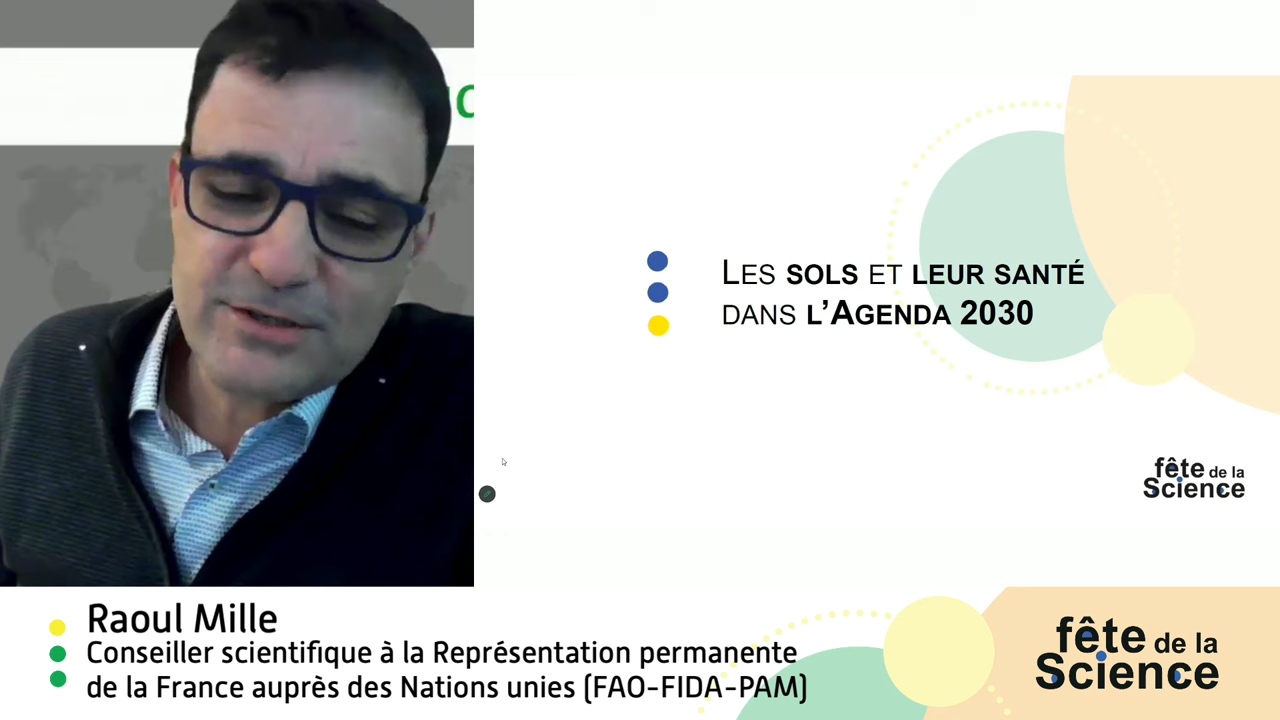 LES SOLS ET LEUR SANTÉ
DANS L'AGENDA 2030
fête de la
Science
Raoul Mille
Conseiller scientifique à la Représentation permanente
de la France auprès des Nations unies (FAO-FIDA-PAM)
fête de la
Science